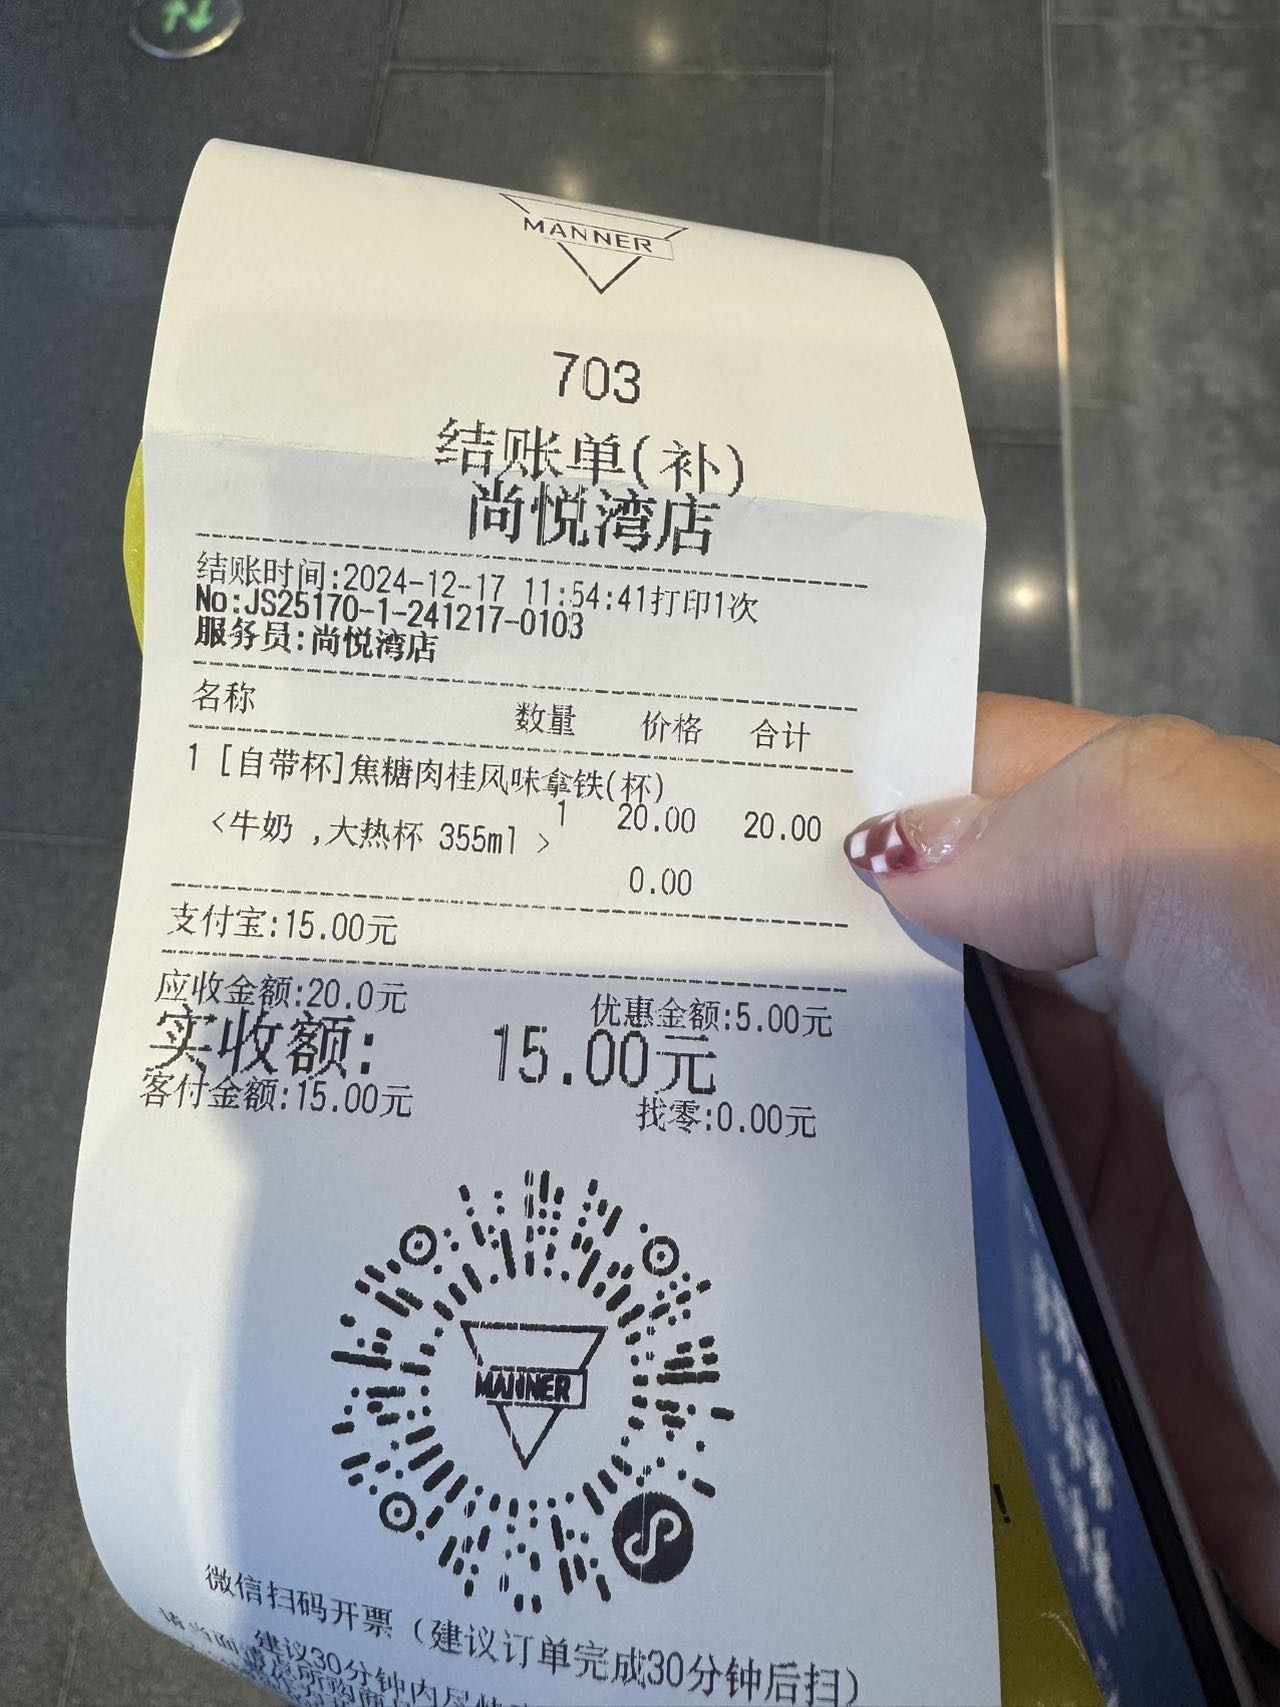 MANNER
703
结账单(补)
尚悦湾店
结账时间:2024-12-17 11:54:41打印1次
No:JS25170-1-241217-0103
服务员:尚悦湾店
名称 数量 价格 合计
1 [自带杯]焦糖肉桂风味拿铁(杯)
1 20.00 20.00
<牛奶 ,大热杯 355ml >
0.00
支付宝:15.00元
应收金额:20.0元 优惠金额:5.00元
实收额: 15.00元
客付金额:15.00元 找零:0.00元
MANNER
微信扫码开票 (建议订单完成30分钟后扫)
建议30分钟内
!